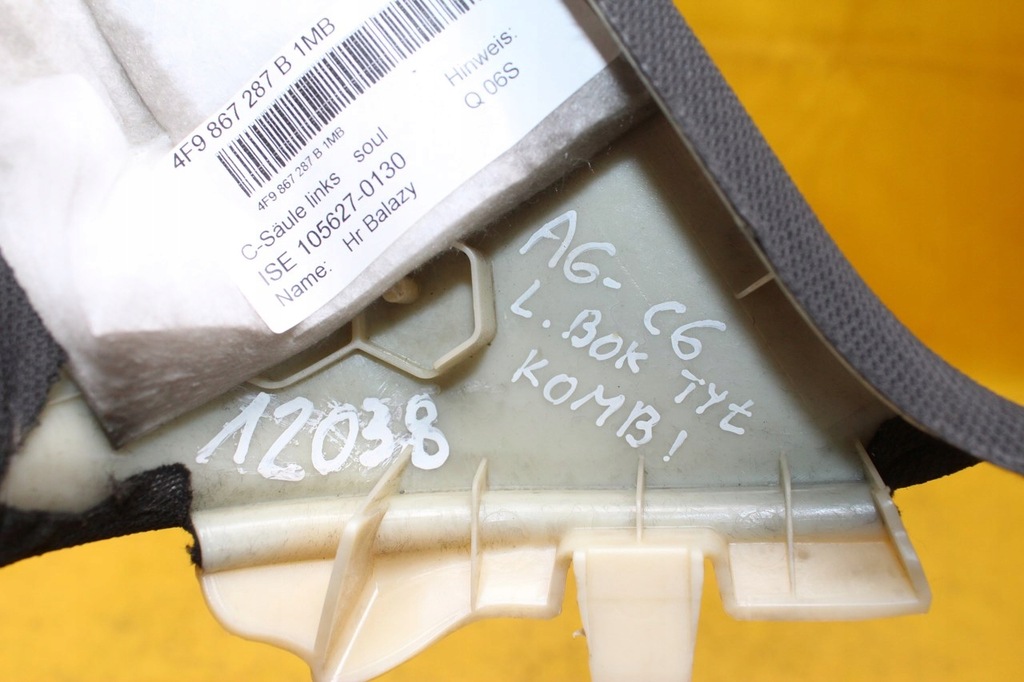 4F9 867 287 B 1MB
4F9 867 287 B 1MB
C-Säule links soul
ISE 105627-0130
Name: Hr Balazy
Hinweis:
Q 06S
A6- C6
L. BOK TYŁ
KOMB!
12038